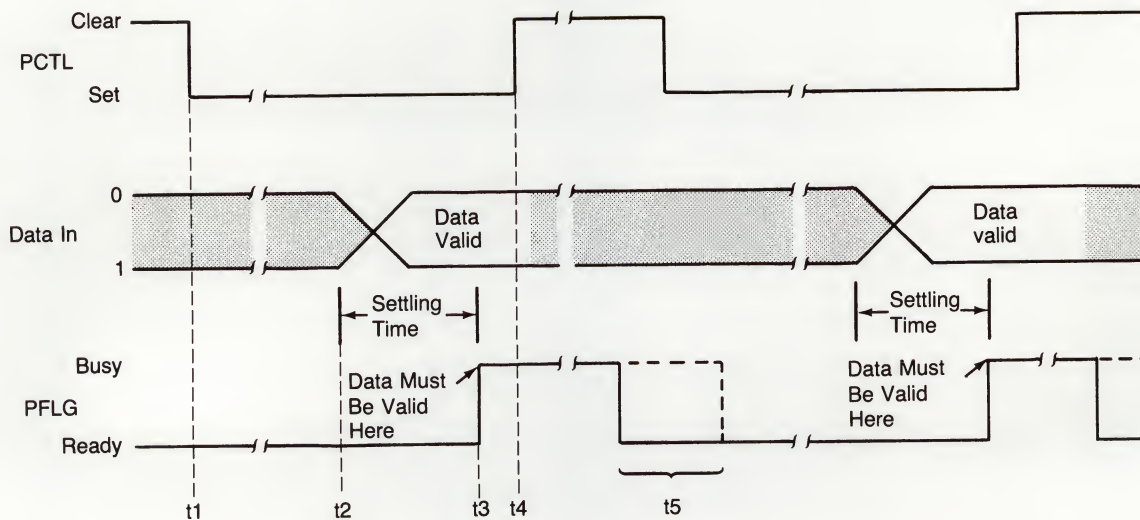 Clear
PCTL
Set
0
Data In
1
Data
Valid
Data
valid
Settling
Time
Settling
Time
Busy
PFLG
Ready
Data Must
Be Valid
Here
Data Must
Be Valid
Here
t1
t2
t3
t4
t5